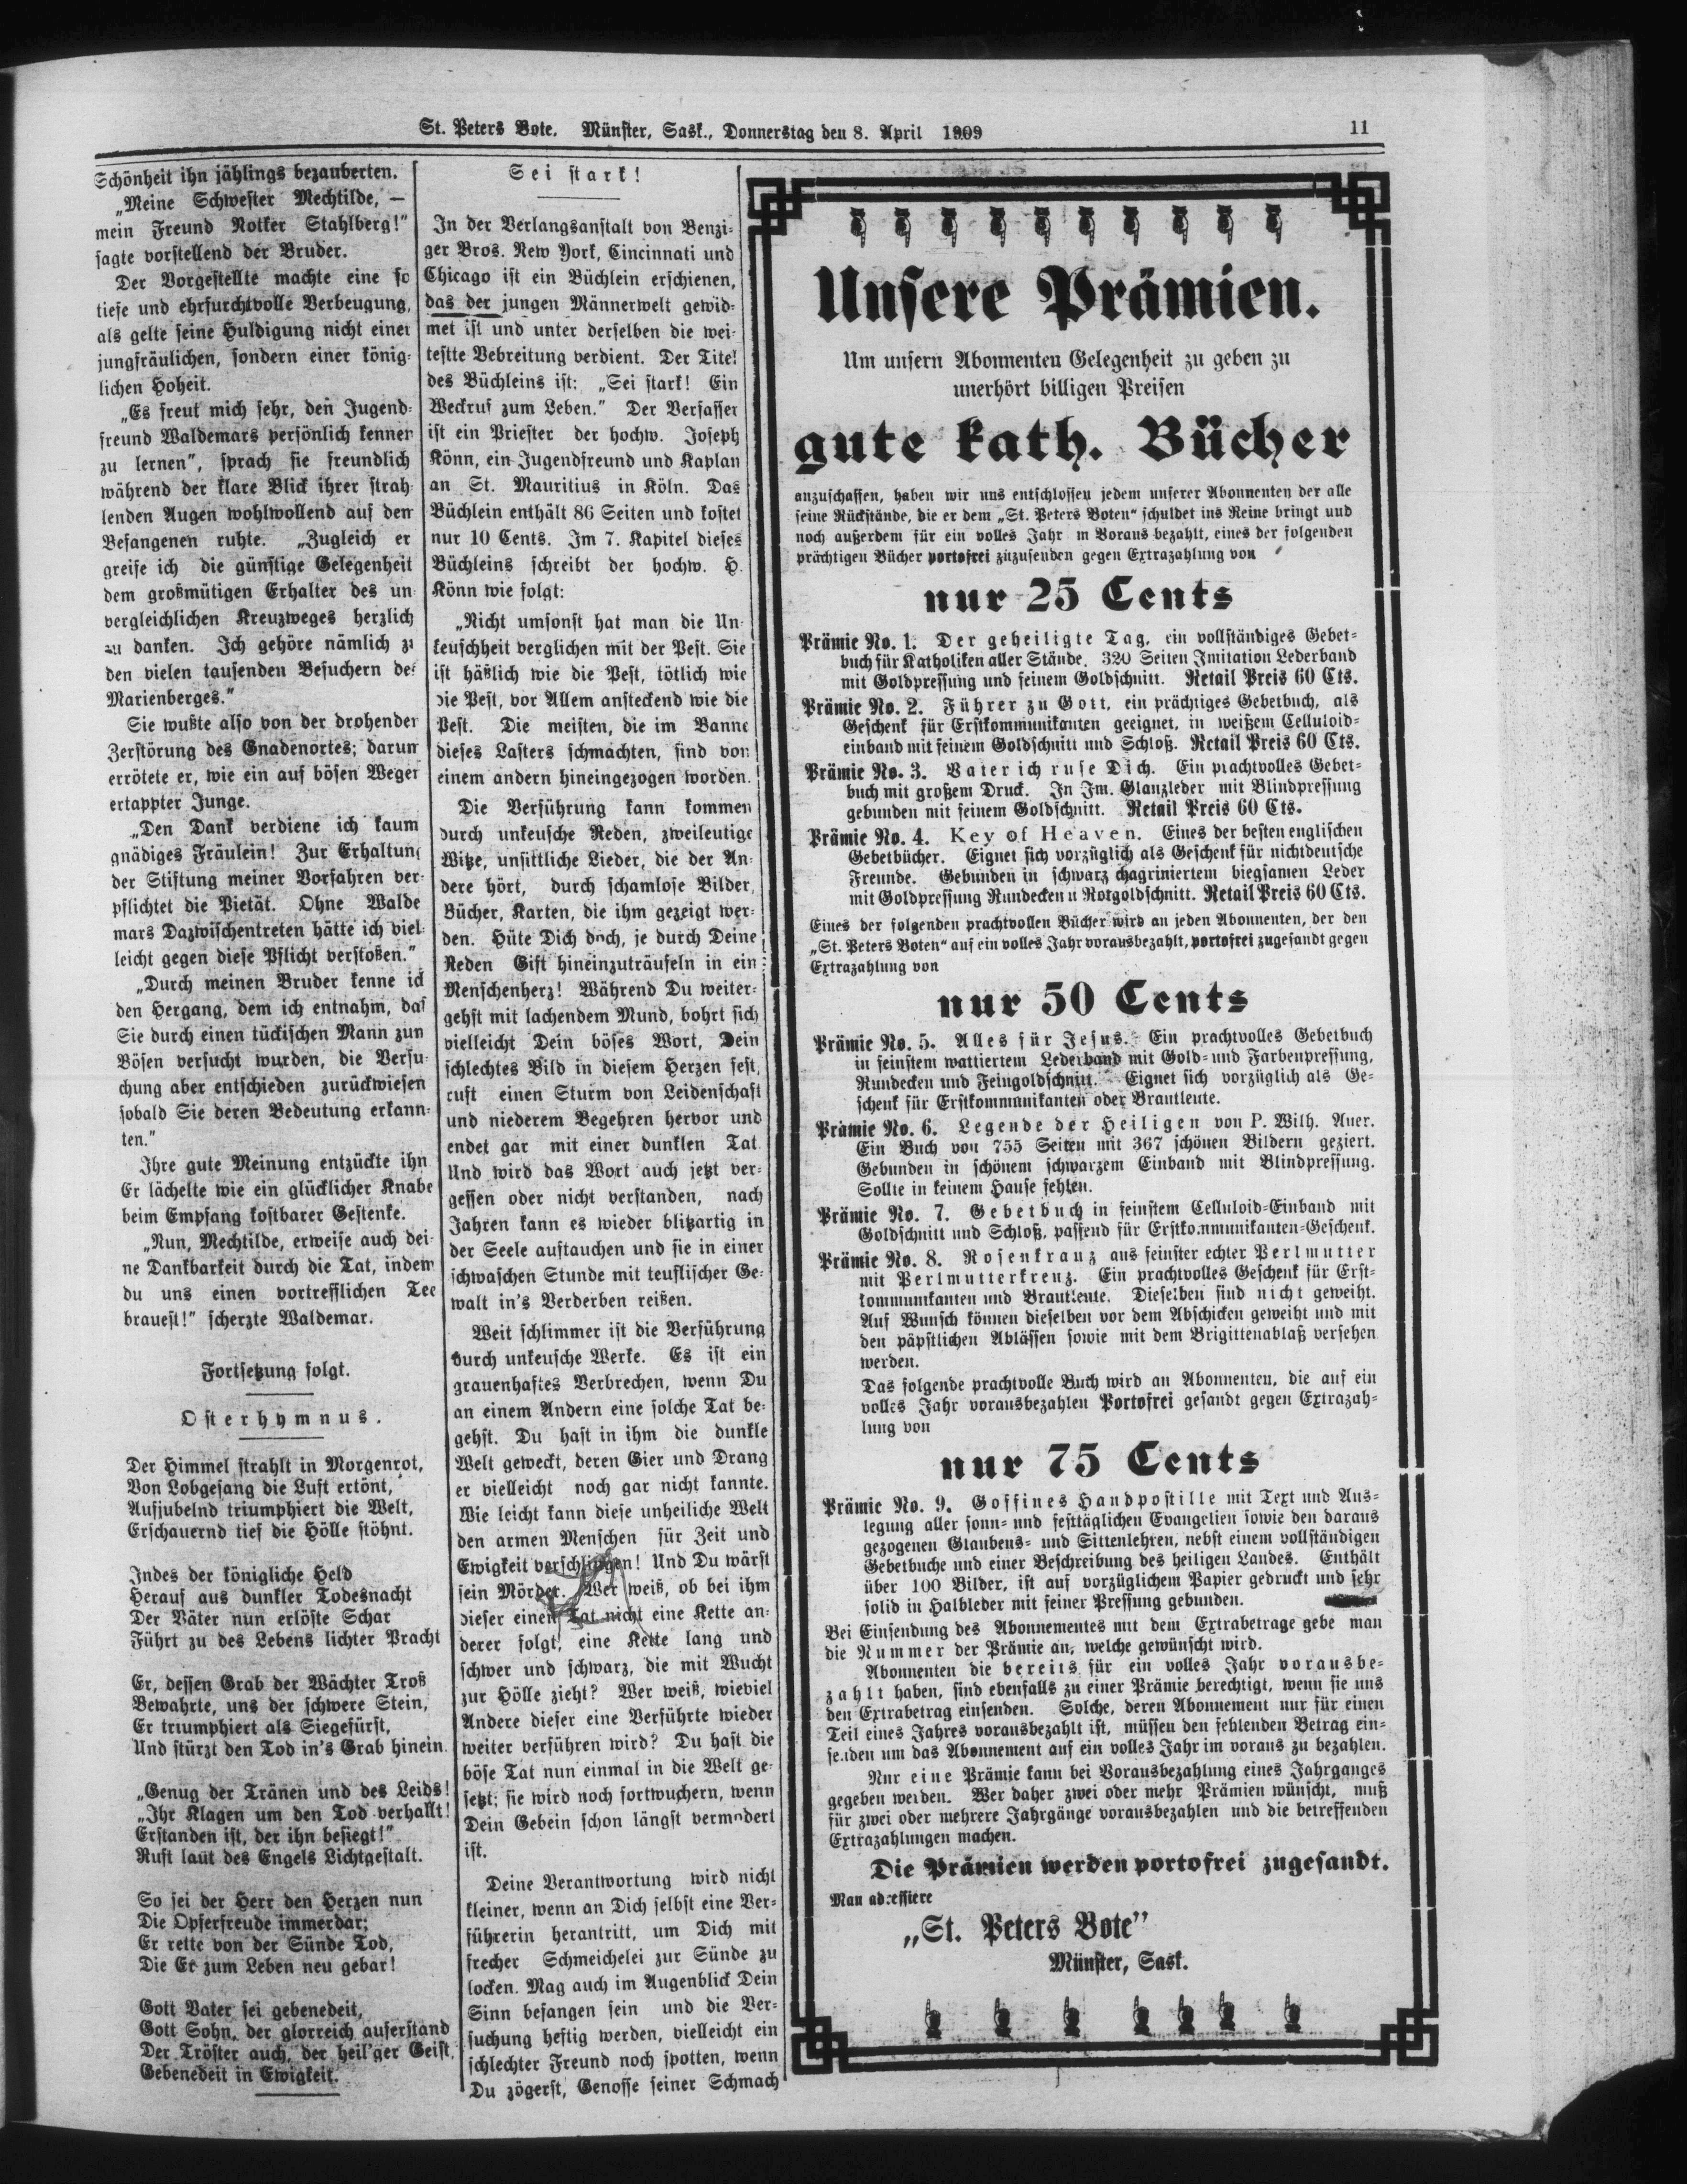 St. Peters Bote. Münster, Sask., Donnerstag den 8. April 1909
11
Schönheit ihn jählings bezauberten.
„Meine Schwester Mechtilde, —
mein Freund Notker Stahlberg!"
sagte vorstellend der Bruder.
Der Vorgestellte machte eine so
tiefe und ehrfurchtvolle Verbeugung,
als gelte seine Huldigung nicht einer
jungfräulichen, sondern einer könig-
lichen Hoheit.
„Es freut mich sehr, den Jugend-
freund Waldemars persönlich kennen
zu lernen", sprach sie freundlich
während der klare Blick ihrer strah-
lenden Augen wohlwollend auf dem
Befangenen ruhte. „Zugleich er
greife ich die günstige Gelegenheit
dem großmütigen Erhalter des un
vergleichlichen Kreuzweges herzlich
zu danken. Ich gehöre nämlich zu
den vielen tausenden Besuchern des
Marienberges."
Sie wußte also von der drohender
Zerstörung des Gnadenortes; darum
errötete er, wie ein auf bösen Wegen
ertappter Junge.
„Den Dank verdiene ich kaum
gnädiges Fräulein! Zur Erhaltung
der Stiftung meiner Vorfahren ver-
pflichtet die Pietät. Ohne Walde
mars Dazwischentreten hätte ich viel-
leicht gegen diese Pflicht verstoßen."
„Durch meinen Bruder kenne ich
den Hergang, dem ich entnahm, daß
Sie durch einen tückischen Mann zun
Bösen versucht wurden, die Versu-
chung aber entschieden zurückwiesen
sobald Sie deren Bedeutung erkann-
ten."
Ihre gute Meinung entzückte ihn
Er lächelte wie ein glücklicher Knabe
beim Empfang kostbarer Gestenke.
„Nun, Mechtilde, erweise auch dei-
ne Dankbarkeit durch die Tat, indem
du uns einen vortrefflichen Tee
brauest!" scherzte Waldemar.
Fortsetzung folgt.
Osterhymnus.
Der Himmel strahlt in Morgenrot,
Von Lobgesang die Luft ertönt,
Aufjubelnd triumphiert die Welt,
Erschauernd tief die Hölle stöhnt.
Indes der königliche Held
Herauf aus dunkler Todesnacht
Der Väter nun erlöste Schar
Führt zu des Lebens lichter Pracht
Er, dessen Grab der Wächter Troß
Bewahrte, uns der schwere Stein,
Er triumphiert als Siegefürst,
Und stürzt den Tod in's Grab hinein.
„Genug der Tränen und des Leids!
„Ihr Klagen um den Tod verhallt!
Erstanden ist, der ihn besiegt!"
Ruft laut des Engels Lichtgestalt.
So sei der Herr den Herzen nun
Die Opferfreude immerdar;
Er rette von der Sünde Tod,
Die Er zum Leben neu gebar!
Gott Vater sei gebenedeit,
Gott Sohn, der glorreich auferstand
Der Tröster auch, der heil'ger Geist,
Gebenedeit in Ewigkeit.
Sei stark!
In der Verlangsanstalt von Benzi-
ger Bros. New York, Cincinnati und
Chicago ist ein Büchlein erschienen,
das der jungen Männerwelt gewid-
met ist und unter derselben die wei-
testte Vebreitung verdient. Der Titel
des Büchleins ist: „Sei stark! Ein
Weckruf zum Leben." Der Verfasser
ist ein Priester der hochw. Joseph
Könn, ein Jugendfreund und Kaplan
an St. Mauritius in Köln. Das
Büchlein enthält 86 Seiten und kostet
nur 10 Cents. Im 7. Kapitel dieses
Büchleins schreibt der hochw. H.
Könn wie folgt:
„Nicht umsonst hat man die Un-
keuschheit verglichen mit der Pest. Sie
ist häßlich wie die Pest, tötlich wie
die Pest, vor Allem ansteckend wie die
Pest. Die meisten, die im Banne
dieses Lasters schmachten, sind von
einem andern hineingezogen worden.
Die Verführung kann kommen
durch unkeusche Reden, zweileutige
Witze, unsittliche Lieder, die der An-
dere hört, durch schamlose Bilder,
Bücher, Karten, die ihm gezeigt wer-
den. Hüte Dich doch, je durch Deine
Reden Gift hineinzuträufeln in ein
Menschenherz! Während Du weiter-
gehst mit lachendem Mund, bohrt sich
vielleicht Dein böses Wort, Dein
schlechtes Bild in diesem Herzen fest,
ruft einen Sturm von Leidenschaft
und niederem Begehren hervor und
endet gar mit einer dunklen Tat.
Und wird das Wort auch jetzt ver-
gessen oder nicht verstanden, nach
Jahren kann es wieder blitzartig in
der Seele auftauchen und sie in einer
schwaschen Stunde mit teuflischer Ge-
walt in's Verderben reißen.
Weit schlimmer ist die Verführung
durch unkeusche Werke. Es ist ein
grauenhaftes Verbrechen, wenn Du
an einem Andern eine solche Tat be-
gehst. Du hast in ihm die dunkle
Welt geweckt, deren Gier und Drang
er vielleicht noch gar nicht kannte.
Wie leicht kann diese unheiliche Welt
den armen Menschen für Zeit und
Ewigkeit verschlingen! Und Du wärst
sein Mörder. Wer weiß, ob bei ihm
dieser einen Tat nicht eine Kette an-
derer folgt, eine Kette lang und
schwer und schwarz, die mit Wucht
zur Hölle zieht? Wer weiß, wieviel
Andere dieser eine Verführte wieder
weiter verführen wird? Du hast die
böse Tat nun einmal in die Welt ge-
setzt; sie wird noch fortwuchern, wenn
Dein Gebein schon längst vermodert
ist.
Deine Verantwortung wird nicht
kleiner, wenn an Dich selbst eine Ver-
führerin herantritt, um Dich mit
frecher Schmeichelei zur Sünde zu
locken. Mag auch im Augenblick Dein
Sinn befangen sein und die Ver-
suchung heftig werden, vielleicht ein
schlechter Freund noch spotten, wenn
Du zögerst, Genosse seiner Schmach
Unsere Prämien.
Um unsern Abonnenten Gelegenheit zu geben zu
unerhört billigen Preisen
gute kath. Bücher
anzuschaffen, haben wir uns entschlossen jedem unserer Abonnenten der alle
seine Rückstände, die er dem „St. Peters Boten" schuldet ins Reine bringt und
noch außerdem für ein volles Jahr m Voraus bezahlt, eines der folgenden
prächtigen Bücher portofrei zuzusenden gegen Extrazahlung von
nur 25 Cents
Prämie No. 1. Der geheiligte Tag, ein vollständiges Gebet-
buch für Katholiken aller Stände. 320 Seiten Imitation Lederband
mit Goldpressung und feinem Goldschnitt. Retail Preis 60 Cts.
Prämie No. 2. Führer zu Gott, ein prächtiges Gebetbuch, als
Geschenk für Erstkommunikanten geeignet, in weißem Celluloid-
einband mit feinem Goldschnitt und Schloß. Retail Preis 60 Cts.
Prämie No. 3. Vater ich rufe Dich. Ein prachtvolles Gebet-
buch mit großem Druck. In Im. Glanzleder mit Blindpressung
gebunden mit feinem Goldschnitt. Retail Preis 60 Cts.
Prämie No. 4. Key of Heaven. Eines der besten englischen
Gebetbücher. Eignet sich vorzüglich als Geschenk für nichtdeutsche
Freunde. Gebunden in schwarz chagriniertem biegsamen Leder
mit Goldpressung Rundecken u Rotgoldschnitt. Retail Preis 60 Cts.
Eines der folgenden prachtvollen Bücher wird an jeden Abonnenten, der den
„St. Peters Boten" auf ein volles Jahr vorausbezahlt, portofrei zugesandt gegen
Extrazahlung von
nur 50 Cents
Prämie No. 5. Alles für Jesus. Ein prachtvolles Gebetbuch
in feinstem wattiertem Lederband mit Gold- und Farbenpressung,
Rundecken und Feingoldschnitt. Eignet sich vorzüglich als Ge-
schenk für Erstkommunikanten oder Brautleute.
Prämie No. 6. Legende der Heiligen von P. Wilh. Auer.
Ein Buch von 755 Seiten mit 367 schönen Bildern geziert.
Gebunden in schönem schwarzem Einband mit Blindpressung.
Sollte in keinem Hause fehlen.
Prämie No. 7. Gebetbuch in feinstem Celluloid-Einband mit
Goldschnitt und Schloß, passend für Erstkommunikanten-Geschenk.
Prämie No. 8. Rosenkranz aus feinster echter Perlmutter
mit Perlmutterkreuz. Ein prachtvolles Geschenk für Erst-
kommunikanten und Brautleute. Dieselben sind nicht geweiht.
Auf Wunsch können dieselben vor dem Abschicken geweiht und mit
den päpstlichen Ablässen sowie mit dem Brigittenablaß versehen
werden.
Das folgende prachtvolle Buch wird an Abonnenten, die auf ein
volles Jahr vorausbezahlen Portofrei gesandt gegen Extrazah-
lung von
nur 75 Cents
Prämie No. 9. Goffines Handpostille mit Text und Aus-
legung aller sonn- und festtäglichen Evangelien sowie den daraus
gezogenen Glaubens- und Sittenlehren, nebst einem vollständigen
Gebetbuche und einer Beschreibung des heiligen Landes. Enthält
über 100 Bilder, ist auf vorzüglichem Papier gedruckt und sehr
solid in Halbleder mit feiner Pressung gebunden.
Bei Einsendung des Abonnementes mit dem Extrabetrage gebe man
die Nummer der Prämie an, welche gewünscht wird.
Abonnenten die bereits für ein volles Jahr vorausbe-
zahlt haben, sind ebenfalls zu einer Prämie berechtigt, wenn sie uns
den Extrabetrag einsenden. Solche, deren Abonnement nur für einen
Teil eines Jahres vorausbezahlt ist, müssen den fehlenden Betrag ein-
senden um das Abonnement auf ein volles Jahr im voraus zu bezahlen.
Nur eine Prämie kann bei Vorausbezahlung eines Jahrganges
gegeben werden. Wer daher zwei oder mehr Prämien wünscht, muß
für zwei oder mehrere Jahrgänge vorausbezahlen und die betreffenden
Extrazahlungen machen.
Die Prämien werden portofrei zugesandt.
Man adressiere
„St. Peters Bote"
Münster, Sask.